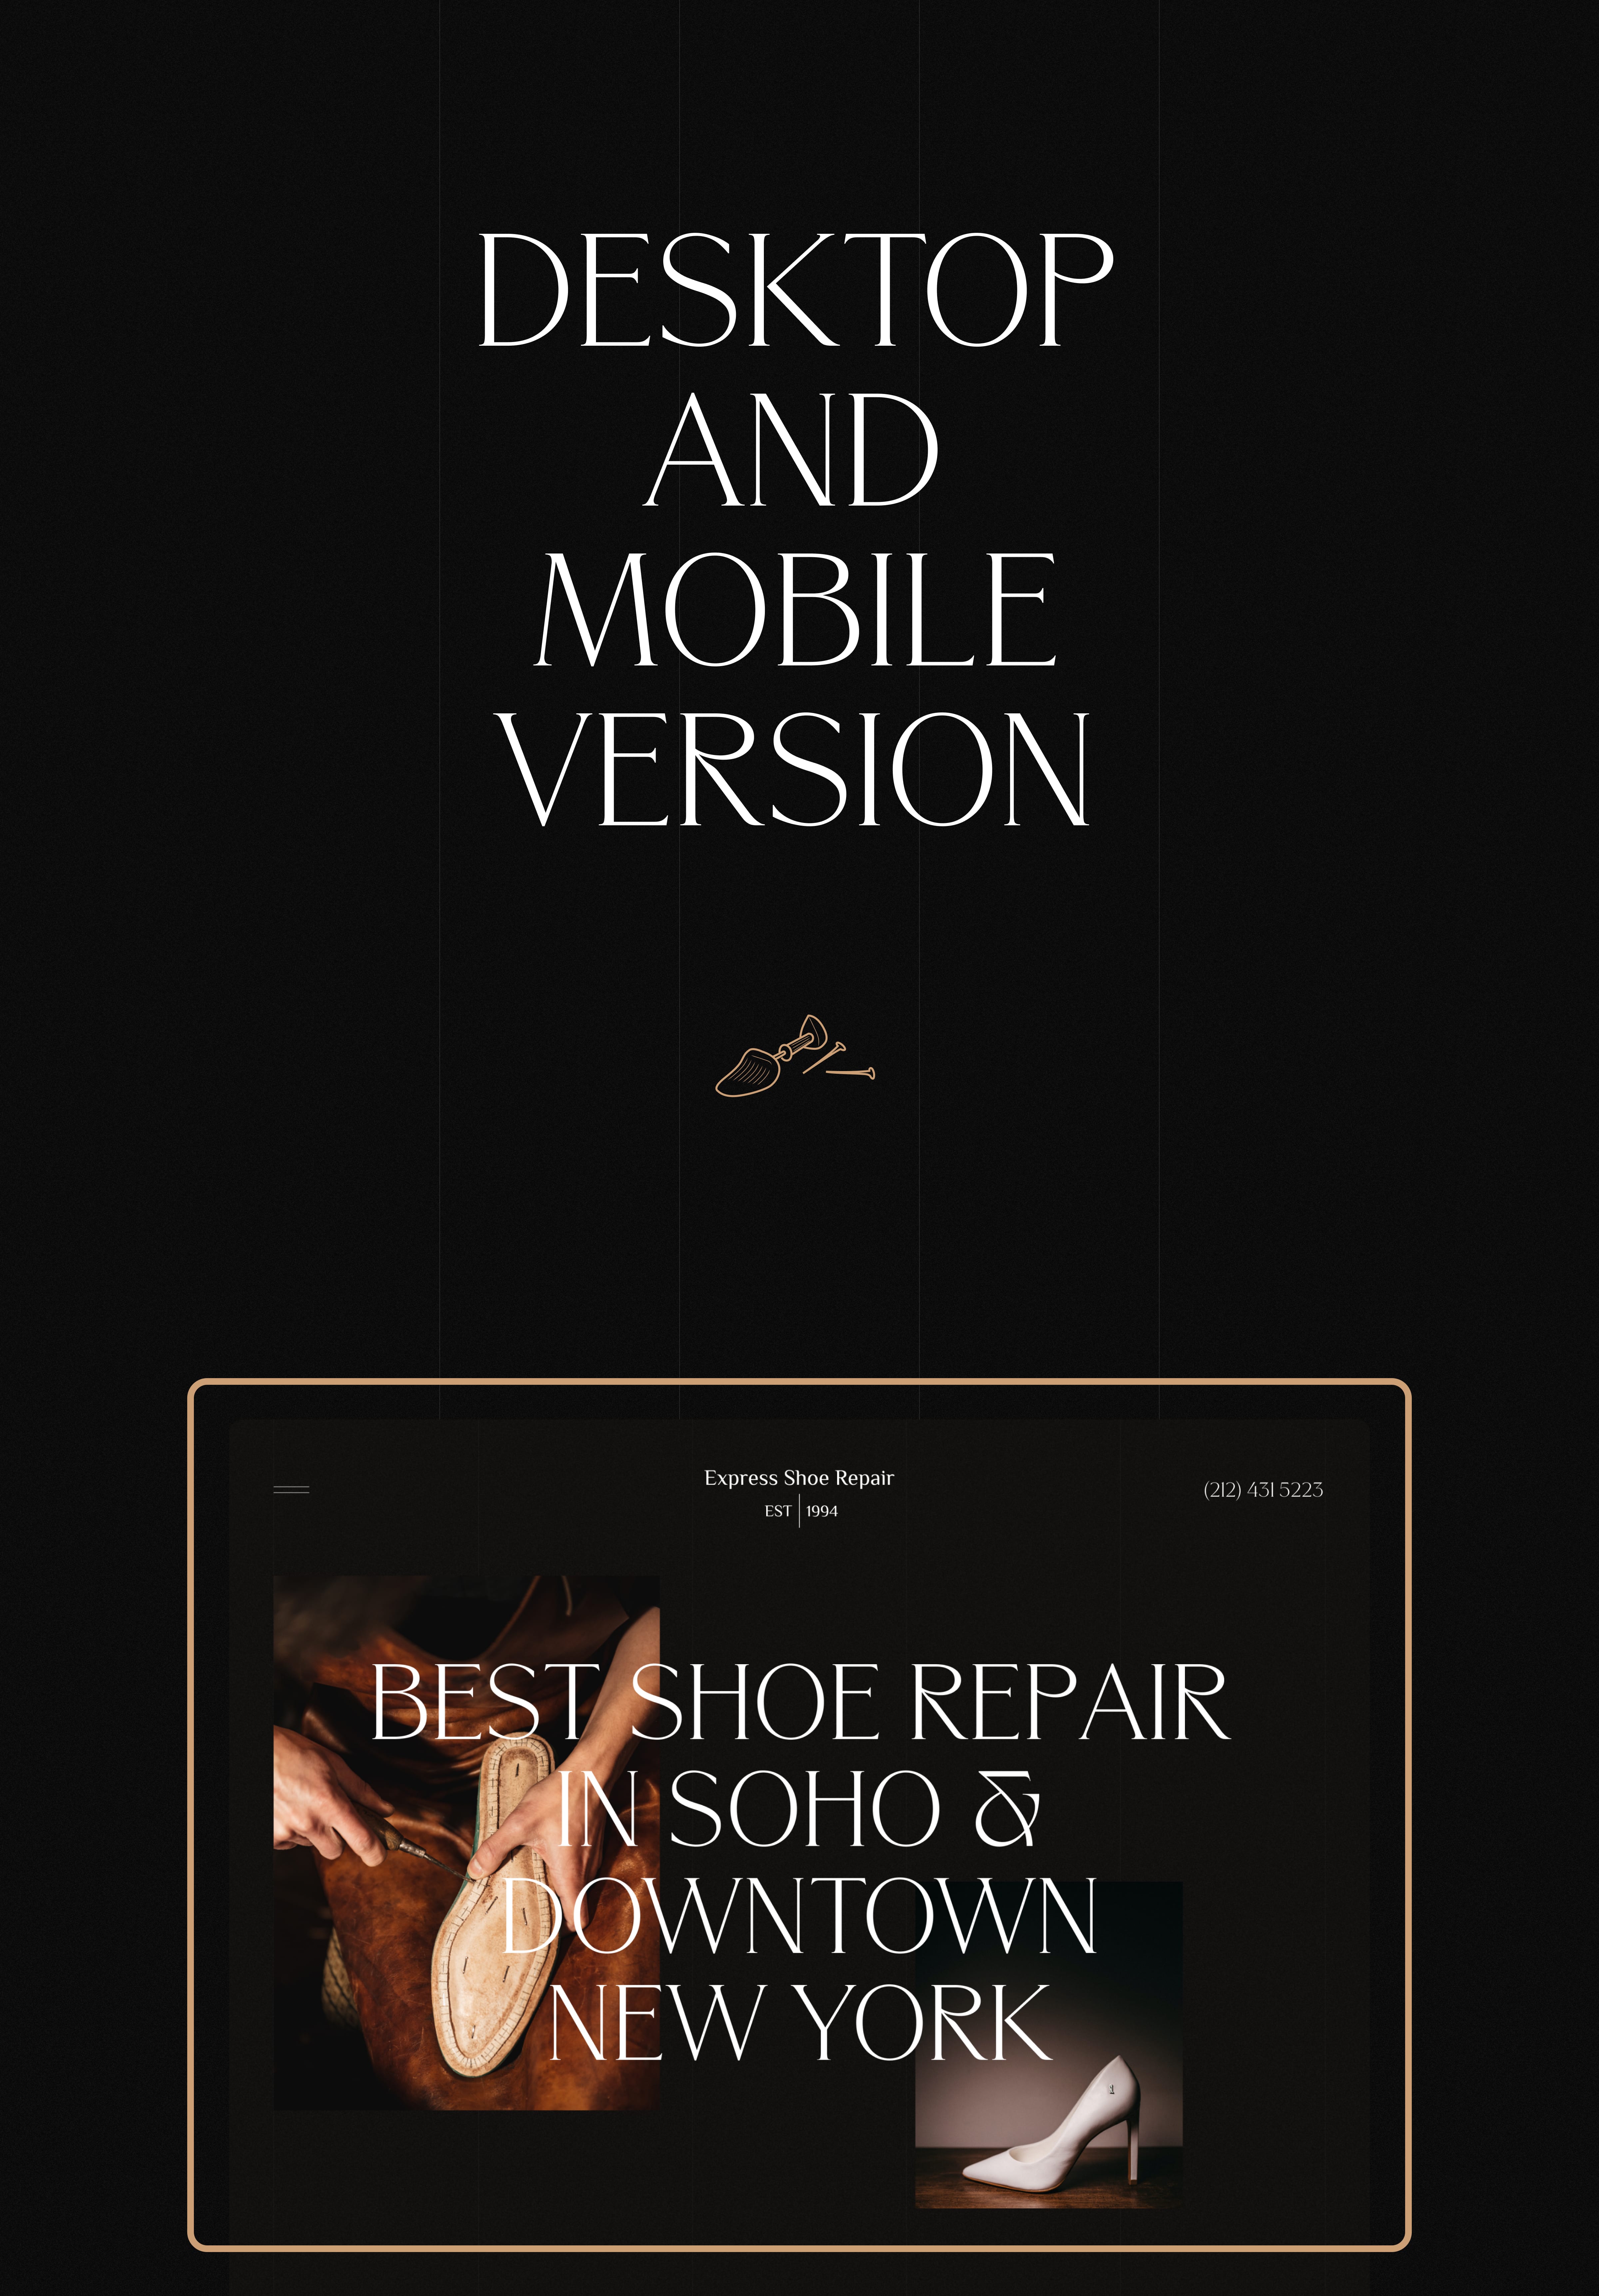 DESKTOP
AND
MOBILE
VERSION
Express Shoe Repair
EST 1994
(212) 431 5223
BEST SHOE REPAIR
IN SOHO &
DOWNTOWN
NEW YORK